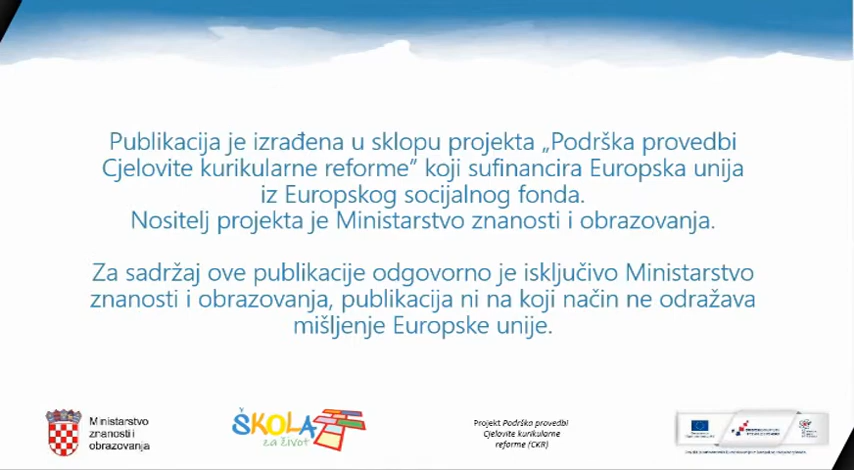 Publikacija je izrađena u sklopu projekta „Podrška provedbi
Cjelovite kurikularne reforme” koji sufinancira Europska unija
iz Europskog socijalnog fonda.
Nositelj projekta je Ministarstvo znanosti i obrazovanja.
Za sadržaj ove publikacije odgovorno je isključivo Ministarstvo
znanosti i obrazovanja, publikacija ni na koji način ne odražava
mišljenje Europske unije.
Ministarstvo
znanosti i
obrazovanja
ŠKOLA
za život
Projekt Podrška provedbi
Cjelovite kurikularne
reforme (CKR)